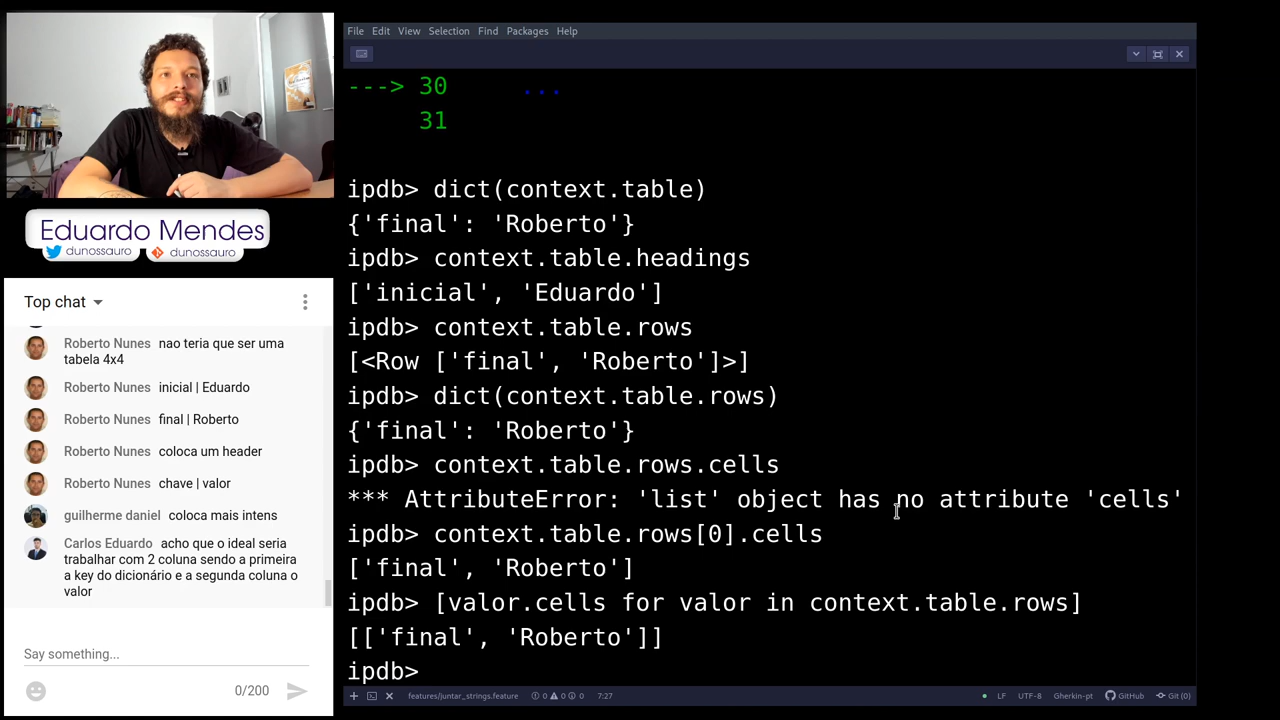 Eduardo Mendes
dunossauro
dunossauro
Top chat
Roberto Nunes nao teria que ser uma
tabela 4x4
Roberto Nunes inicial | Eduardo
Roberto Nunes final | Roberto
Roberto Nunes coloca um header
Roberto Nunes chave | valor
guilherme daniel coloca mais intens
Carlos Eduardo acho que o ideal seria
trabalhar com 2 coluna sendo a primeira
a key do dicionário e a segunda coluna o
valor
Say something...
0/200
File Edit View Selection Find Packages Help
---> 30 ...
31
ipdb> dict(context.table)
{'final': 'Roberto'}
ipdb> context.table.headings
['inicial', 'Eduardo']
ipdb> context.table.rows
[<Row ['final', 'Roberto']>]
ipdb> dict(context.table.rows)
{'final': 'Roberto'}
ipdb> context.table.rows.cells
*** AttributeError: 'list' object has no attribute 'cells'
ipdb> context.table.rows[0].cells
['final', 'Roberto']
ipdb> [valor.cells for valor in context.table.rows]
[['final', 'Roberto']]
ipdb>
features/juntar_strings.feature 0 0 0 7:27 LF UTF-8 Gherkin-pt GitHub Git (0)